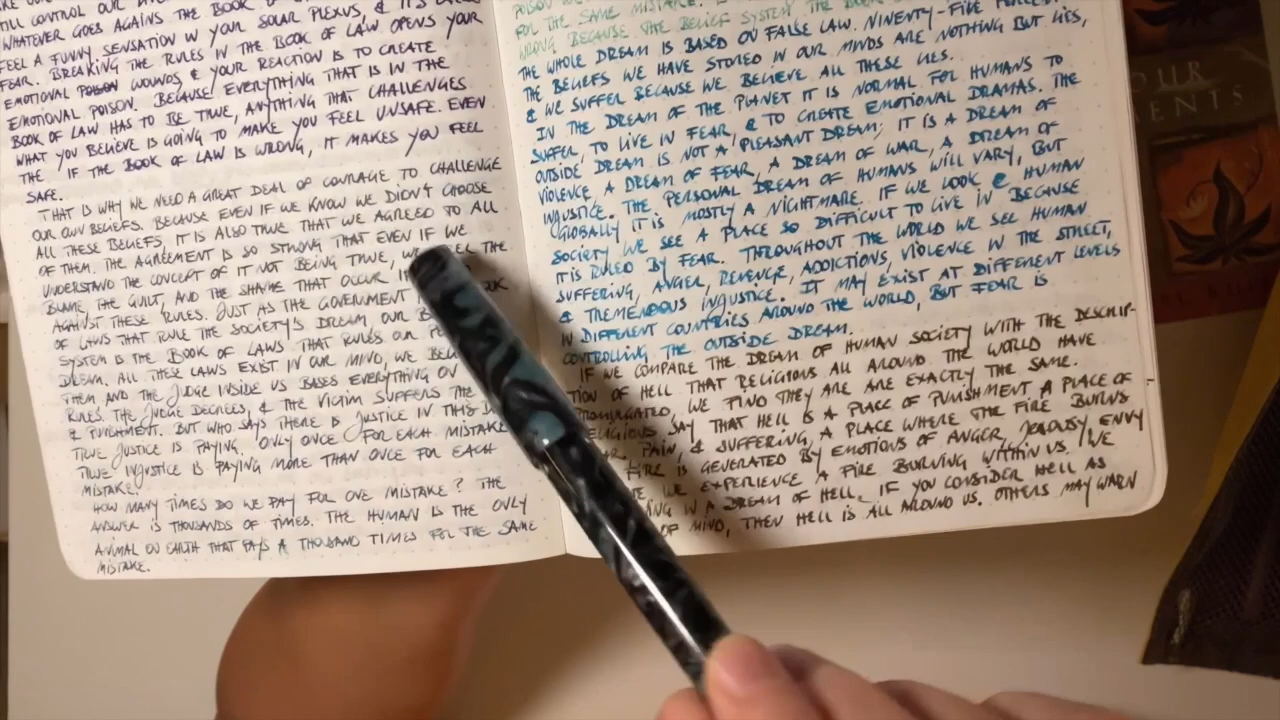 TILL CONTROL OUR
WHATEVER GOES AGAINS THE BOOK OF
FEEL A FUNNY SENSATION IN YOUR SOLAR PLEXUS, & IT'S CALLED
FEAR. BREAKING THE RULES IN THE BOOK OF LAW OPENS YOUR
EMOTIONAL WOUNDS, & YOUR REACTION IS TO CREATE
EMOTIONAL POISON. BECAUSE EVERYTHING THAT IS IN THE
BOOK OF LAW HAS TO BE TRUE, ANYTHING THAT CHALLENGES
WHAT YOU BELIEVE IS GOING TO MAKE YOU FEEL UNSAFE. EVEN
THE IF THE BOOK OF LAW IS WRONG, IT MAKES YOU FEEL
SAFE.
THAT IS WHY WE NEED A GREAT DEAL OF COURAGE TO CHALLENGE
OUR OWN BELIEFS. BECAUSE EVEN IF WE KNOW WE DIDN'T CHOOSE
ALL THESE BELIEFS, IT IS ALSO TRUE THAT WE AGREED TO ALL
OF THEM. THE AGREEMENT IS SO STRONG THAT EVEN IF WE
UNDERSTAND THE CONCEPT OF IT NOT BEING TRUE, THE
BLAME, THE GUILT, AND THE SHAME THAT OCCUR
AGAINST THESE RULES. JUST AS THE GOVERNMENT
OF LAWS THAT RULE THE SOCIETY'S DREAM OUR
SYSTEM IS THE BOOK OF LAWS THAT RULES OUR
DREAM. ALL THESE LAWS EXIST IN OUR MIND, WE
THEM AND THE JUDGE INSIDE US BASES EVERYTHING ON
RULES. THE JUDGE DECREES, & THE VICTIM SUFFERS THE
& PUNCHMENT. BUT WHO SAYS THERE IS JUSTICE IN THIS
TRUE JUSTICE IS PAYING ONLY ONCE FOR EACH MISTAKE
TRUE INJUSTICE IS PAYING MORE THAN ONCE FOR EACH
MISTAKE.
HOW MANY TIMES DO WE PAY FOR ONE MISTAKE? THE
ANSWER IS THOUSANDS OF TIMES. THE HUMAN IS THE ONLY
ANIMAL ON EARTH THAT PAYS A THOUSAND TIMES FOR THE SAME
MISTAKE.
FOR THE SAME MISTAKE.
WRONG BECAUSE THE BELIEF SYSTEM THE BOOK
THE WHOLE DREAM IS BASED ON FALSE LAW. NINENTY-FIVE PERCENT
THE BELIEFS WE HAVE STORED IN OUR MINDS ARE NOTHING BUT LIES,
& WE SUFFER BECAUSE WE BELIEVE ALL THESE LIES.
IN THE DREAM OF THE PLANET IT IS NORMAL FOR HUMANS TO
SUFFER, TO LIVE IN FEAR, & TO CREATE EMOTIONAL DRAMAS. THE
OUTSIDE DREAM IS NOT A PLEASANT DREAM; IT IS A DREAM OF
VIOLENCE, A DREAM OF FEAR, A DREAM OF WAR, A DREAM OF
INJUSTICE. THE PERSONAL DREAM OF HUMANS WILL VARY, BUT
GLOBALLY IT IS MOSTLY A NIGHTMARE. IF WE LOOK @ HUMAN
SOCIETY WE SEE A PLACE SO DIFFICULT TO LIVE IN BECAUSE
IT IS RULED BY FEAR. THROUGHOUT THE WORLD WE SEE HUMAN
SUFFERING, ANGER, REVENGE, ADDICTIONS, VIOLENCE IN THE STREET,
& TREMENDOUS INJUSTICE. IT MAY EXIST AT DIFFERENT LEVELS
IN DIFFERENT COUNTRIES AROUND THE WORLD, BUT FEAR IS
CONTROLLING THE OUTSIDE DREAM.
IF WE COMPARE THE DREAM OF HUMAN SOCIETY WITH THE DESCRIP-
TION OF HELL THAT RELIGIONS ALL AROUND THE WORLD HAVE
WE FIND THEY ARE ARE EXACTLY THE SAME.
SAY THAT HELL IS A PLACE OF PUNISHMENT A PLACE OF
PAIN, & SUFFERING, A PLACE WHERE THE FIRE BURNS
FIRE IS GENERATED BY EMOTIONS OF ANGER, JEALOUSY, ENVY
WE EXPERIENCE A FIRE BURNING WITHIN US. WE
IN A DREAM OF HELL. IF YOU CONSIDER HELL AS
OF MIND, THEN HELL IS ALL AROUND US. OTHERS MAY WARN
OUR